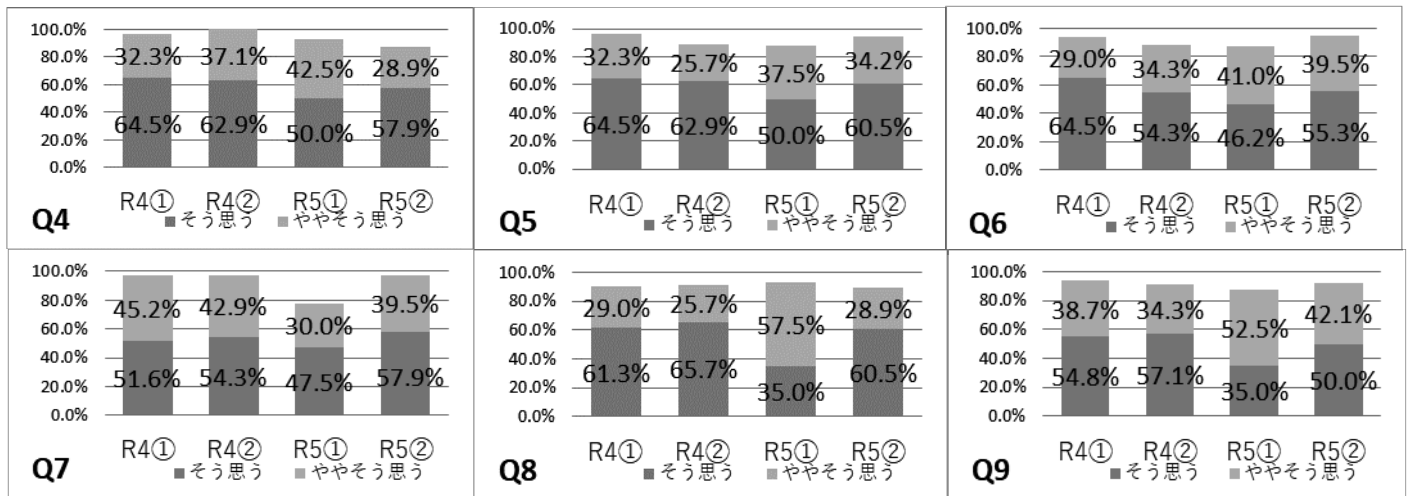 100.0%
80.0%
60.0%
40.0%
20.0%
0.0%
32.3% 37.1% 42.5% 28.9%
64.5% 62.9% 50.0% 57.9%
R4① R4② R5① R5②
Q4
■そう思う ■ややそう思う
100.0%
80.0%
60.0%
40.0%
20.0%
0.0%
32.3% 25.7% 37.5% 34.2%
64.5% 62.9% 50.0% 60.5%
R4① R4② R5① R5②
Q5
■そう思う ■ややそう思う
100.0%
80.0%
60.0%
40.0%
20.0%
0.0%
29.0% 34.3% 41.0% 39.5%
64.5% 54.3% 46.2% 55.3%
R4① R4② R5① R5②
Q6
■そう思う ■ややそう思う
100.0%
80.0%
60.0%
40.0%
20.0%
0.0%
45.2% 42.9% 30.0% 39.5%
51.6% 54.3% 47.5% 57.9%
R4① R4② R5① R5②
Q7
■そう思う ■ややそう思う
100.0%
80.0%
60.0%
40.0%
20.0%
0.0%
29.0% 25.7% 57.5% 28.9%
61.3% 65.7% 35.0% 60.5%
R4① R4② R5① R5②
Q8
■そう思う ■ややそう思う
100.0%
80.0%
60.0%
40.0%
20.0%
0.0%
38.7% 34.3% 52.5% 42.1%
54.8% 57.1% 35.0% 50.0%
R4① R4② R5① R5②
Q9
■そう思う ■ややそう思う